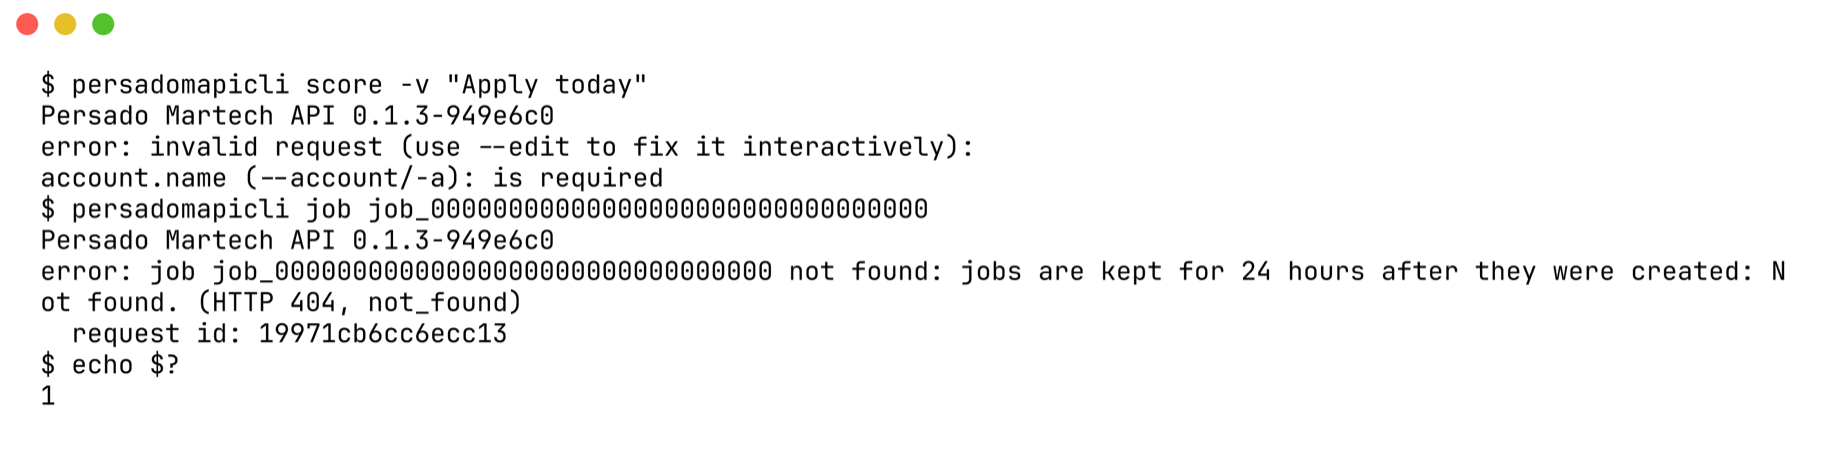 $ persadomapicli score -v "Apply today"
Persado Martech API 0.1.3-949e6c0
error: invalid request (use --edit to fix it interactively):
account.name (--account/-a): is required
$ persadomapicli job job_00000000000000000000000000000000
Persado Martech API 0.1.3-949e6c0
error: job job_00000000000000000000000000000000 not found: jobs are kept for 24 hours after they were created: N
ot found. (HTTP 404, not_found)
  request id: 19971cb6cc6ecc13
$ echo $?
1